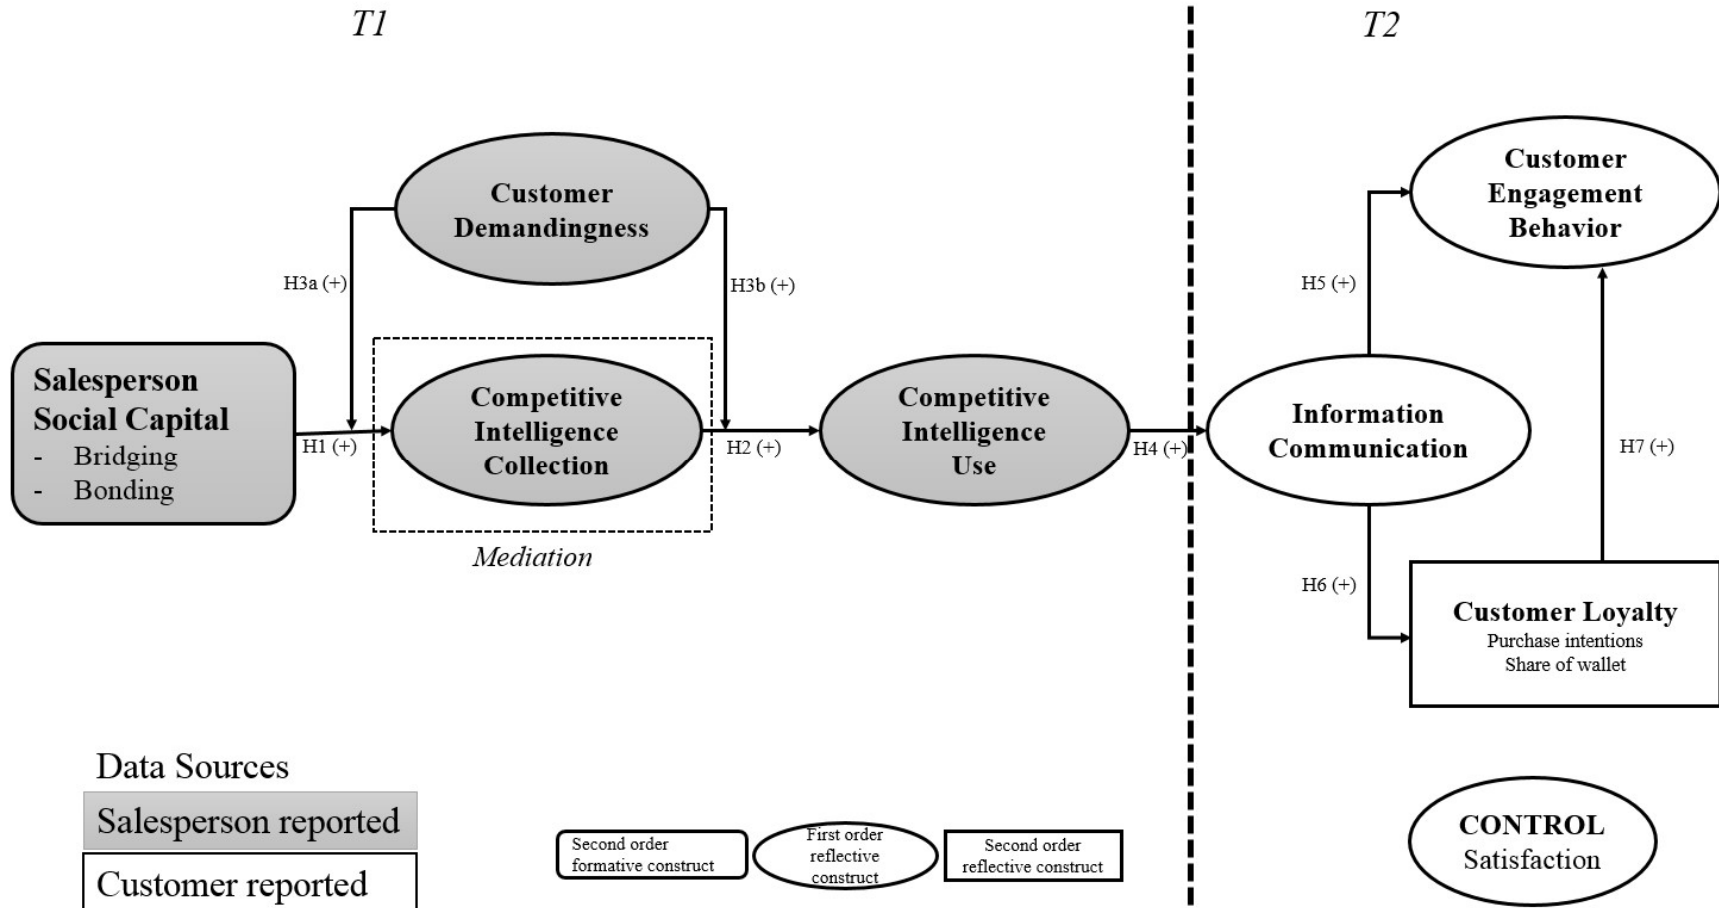 T1
T2
Customer
Demandingness
Customer
Engagement
Behavior
H3a (+)
H3b (+)
H5 (+)
Salesperson
Social Capital
- Bridging
- Bonding
H1 (+)
Competitive
Intelligence
Collection
H2 (+)
Competitive
Intelligence
Use
H4 (+)
Information
Communication
H7 (+)
Mediation
H6 (+)
Customer Loyalty
Purchase intentions
Share of wallet
Data Sources
Salesperson reported
Customer reported
Second order
formative construct
First order
reflective
construct
Second order
reflective construct
CONTROL
Satisfaction